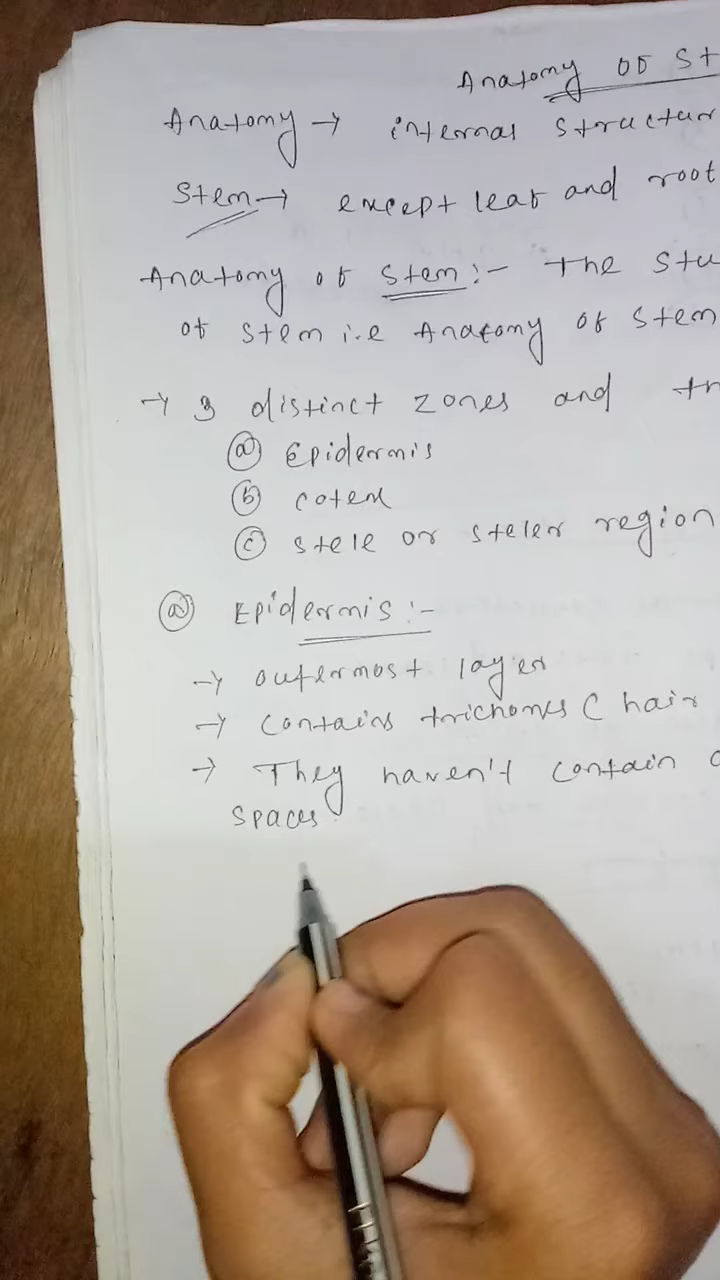 Anatomy of St
Anatomy → internal structur
Stem → except leaf and root
Anatomy of Stem :- The stu
of stem i.e Anatomy of stem
→ 3 distinct zones and
ⓐ Epidermis
ⓑ cotex
ⓒ stele or steler region
ⓐ Epidermis :-
→ outermost layer
→ contains trichomes ( hair
→ They haven't contain
spaces